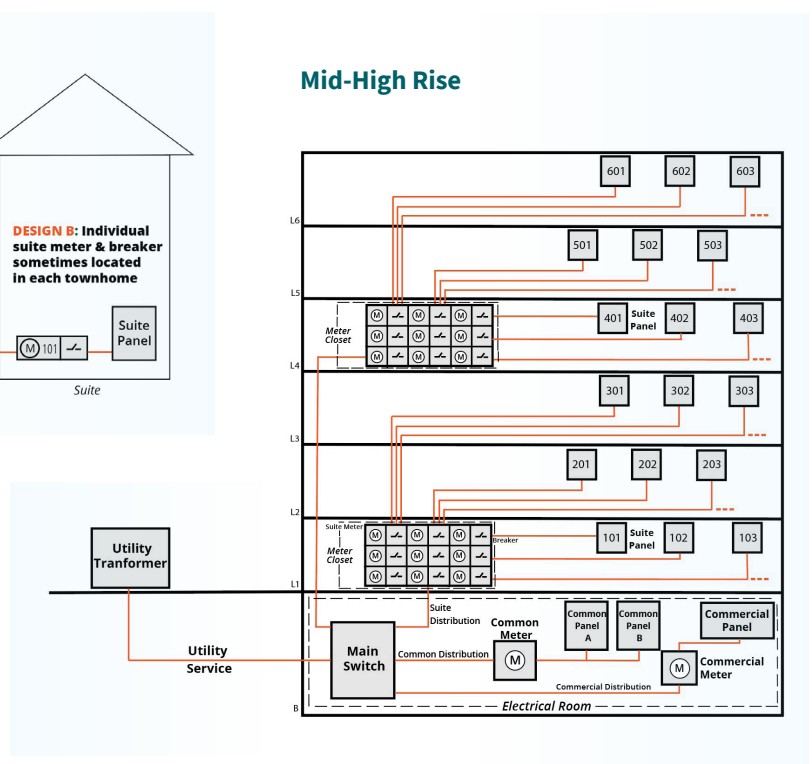 Mid-High Rise
DESIGN B: Individual
suite meter & breaker
sometimes located
in each townhome
M 101
Suite
Panel
Suite
601 602 603
L6
501 502 503
L5
Meter
Closet
M M M
M M M
M M M
401 Suite Panel 402 403
L4
301 302 303
L3
201 202 203
L2
Suite Meter
Meter
Closet
M M M
M M M
M M M
Breaker
101 Suite Panel 102 103
L1
Utility
Tranformer
Utility
Service
Main
Switch
Suite
Distribution
Common Distribution
Common
Meter
M
Common
Panel
A
Common
Panel
B
Commercial
Panel
M
Commercial
Meter
Commercial Distribution
Electrical Room
B